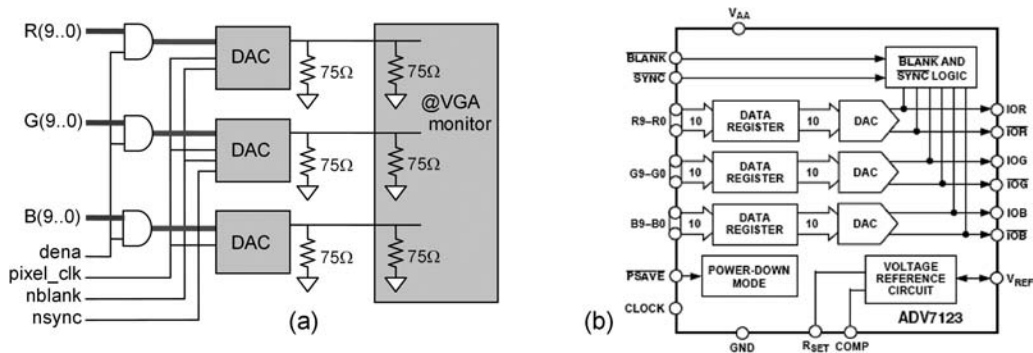 R(9..0)
DAC
75Ω
75Ω
@VGA
monitor
G(9..0)
DAC
75Ω
75Ω
B(9..0)
DAC
75Ω
75Ω
dena
pixel_clk
nblank
nsync
(a)
VAA
BLANK
SYNC
BLANK AND
SYNC LOGIC
R9–R0
10
DATA
REGISTER
10
DAC
IOR
IOR
G9–G0
10
DATA
REGISTER
10
DAC
IOG
IOG
B9–B0
10
DATA
REGISTER
10
DAC
IOB
IOB
PSAVE
POWER-DOWN
MODE
VOLTAGE
REFERENCE
CIRCUIT
VREF
CLOCK
(b)
ADV7123
GND
RSET
COMP